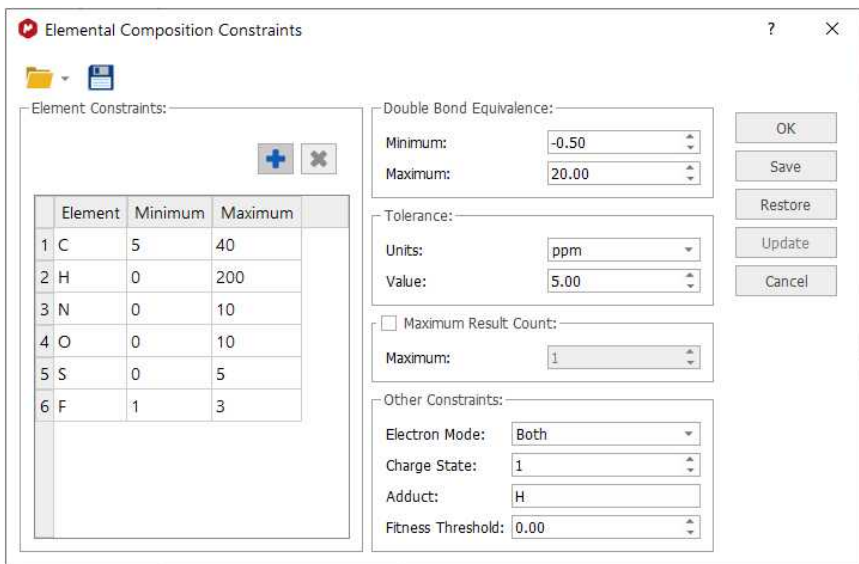 Elemental Composition Constraints
?
Element Constraints:
Element Minimum Maximum
1 C 5 40
2 H 0 200
3 N 0 10
4 O 0 10
5 S 0 5
6 F 1 3
Double Bond Equivalence:
Minimum: -0.50
Maximum: 20.00
Tolerance:
Units: ppm
Value: 5.00
Maximum Result Count:
Maximum: 1
Other Constraints:
Electron Mode: Both
Charge State: 1
Adduct: H
Fitness Threshold: 0.00
OK
Save
Restore
Update
Cancel